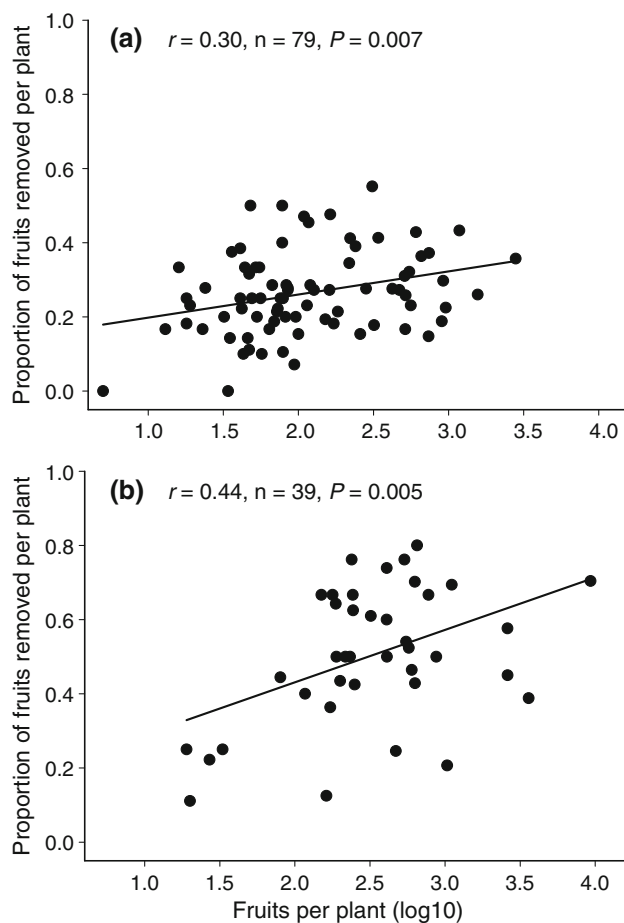 (a) r = 0.30, n = 79, P = 0.007
Proportion of fruits removed per plant
1.0
0.8
0.6
0.4
0.2
0.0
1.0 1.5 2.0 2.5 3.0 3.5 4.0
(b) r = 0.44, n = 39, P = 0.005
Proportion of fruits removed per plant
1.0
0.8
0.6
0.4
0.2
0.0
1.0 1.5 2.0 2.5 3.0 3.5 4.0
Fruits per plant (log10)